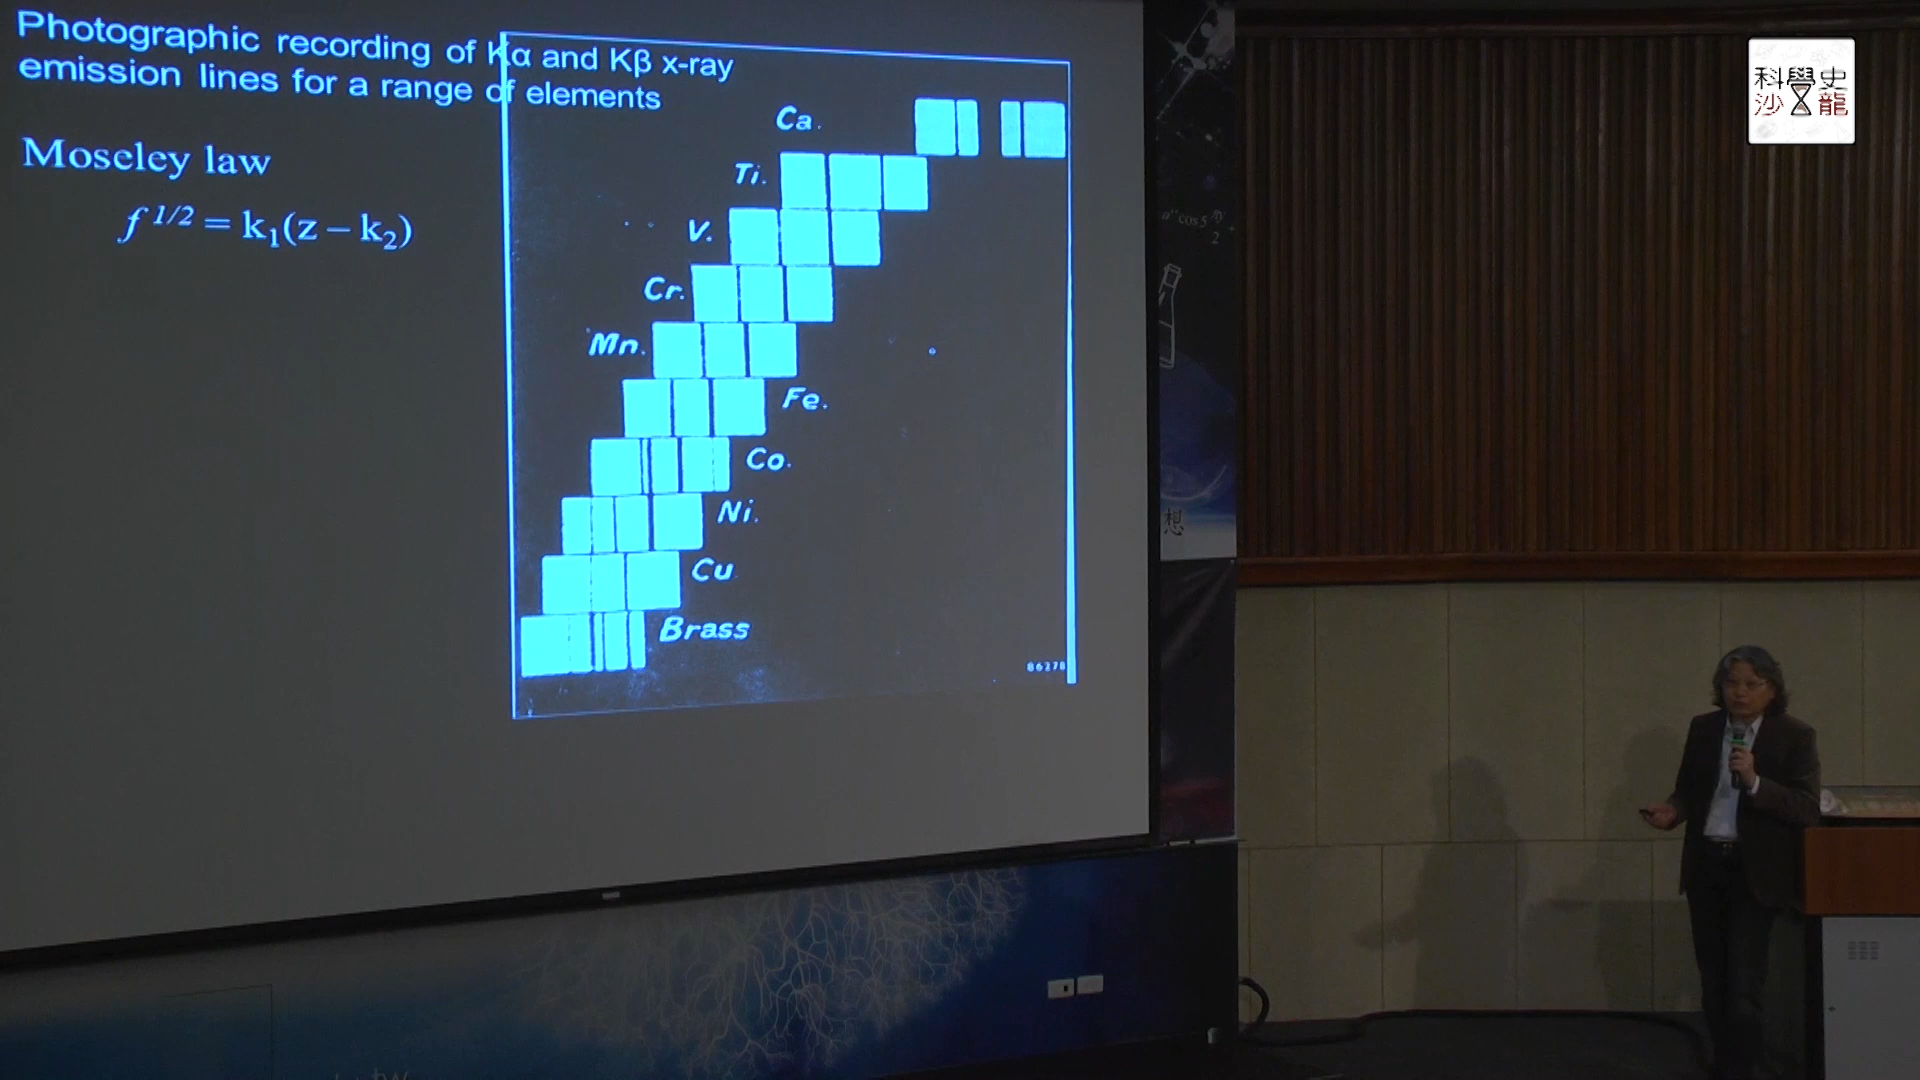 Photographic recording of Kα and Kβ x-ray
emission lines for a range of elements
Moseley law
f 1/2 = k1(z – k2)
Ca.
Ti.
V.
Cr.
Mn.
Fe.
Co.
Ni.
Cu
Brass
86278
科學史
沙龍
想